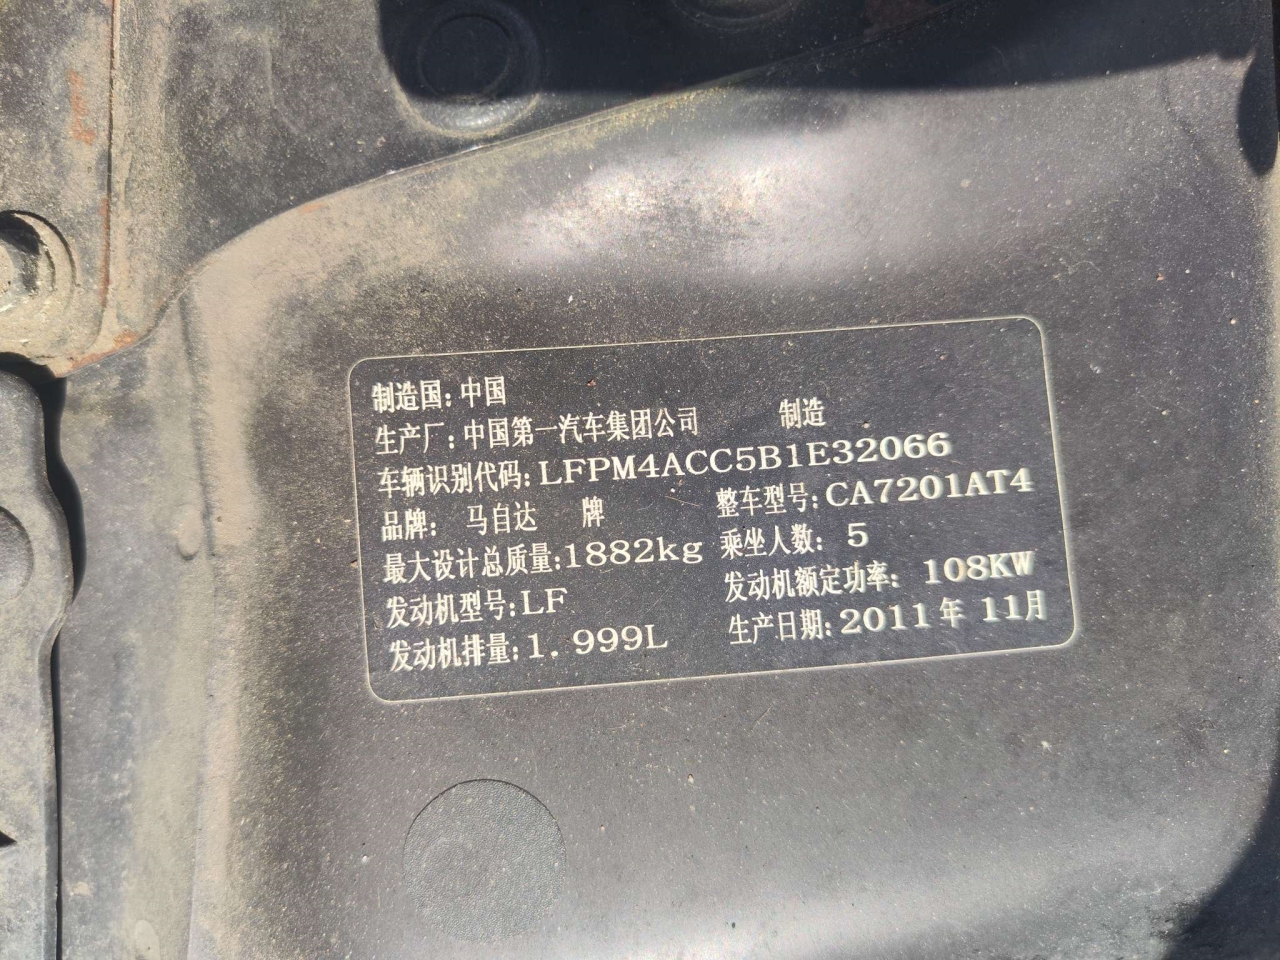 制造国:中国
生产厂:中国第一汽车集团公司 制造
车辆识别代码:LFPM4ACC5B1E32066
品牌: 马自达 牌 整车型号:CA7201AT4
最大设计总质量:1882kg 乘坐人数: 5
发动机型号:LF 发动机额定功率: 108KW
发动机排量:1.999L 生产日期:2011年11月